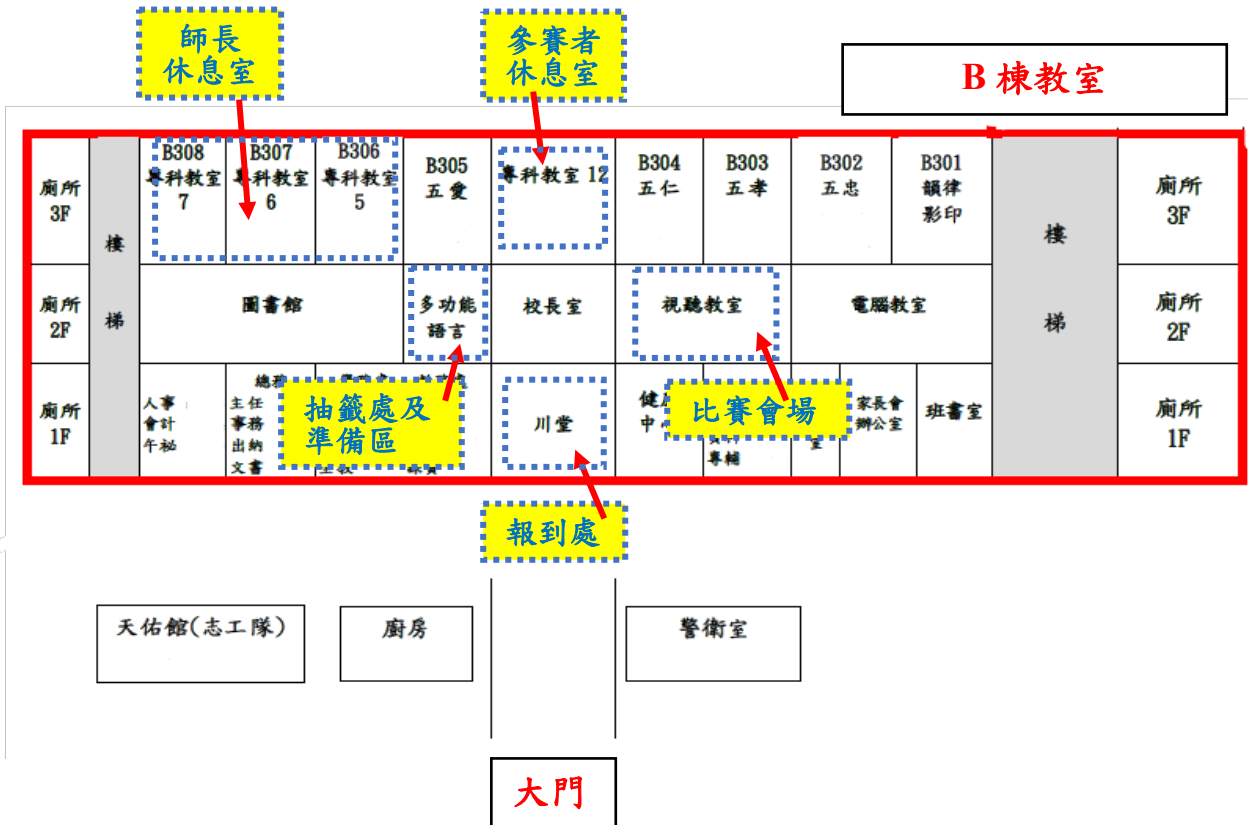 師長
休息室
參賽者
休息室
B 棟教室
廁所
3F
樓
梯
B308
專科教室
7
B307
專科教室
6
B306
專科教室
5
B305
五愛
專科教室 12
B304
五仁
B303
五孝
B302
五忠
B301
韻律
影印
樓
梯
廁所
3F
廁所
2F
圖書館
多功能
語言
校長室
視聽教室
電腦教室
廁所
2F
廁所
1F
人事
會計
午祕
主任
事務
出納
文書
抽籤處及
準備區
川堂
比賽會場
專輔
室
家長會
辦公室
班書室
廁所
1F
報到處
天佑館(志工隊)
廚房
警衛室
大門